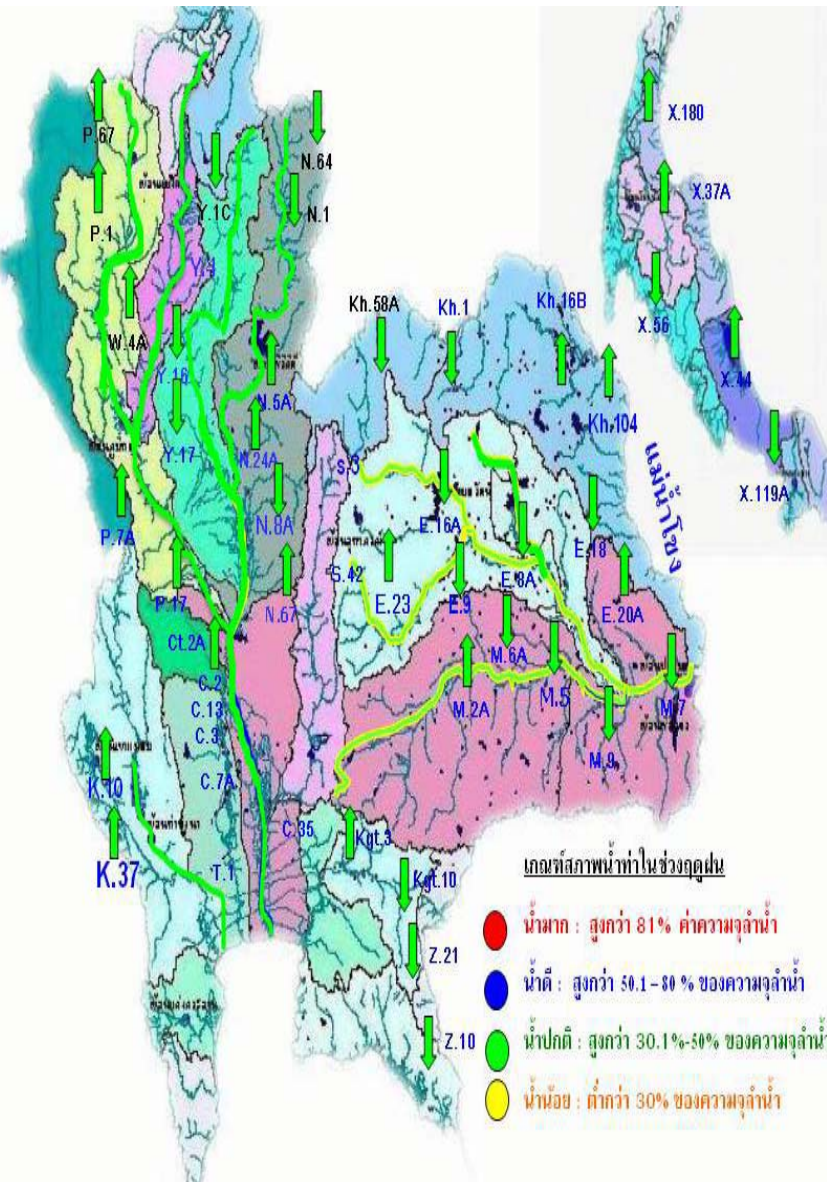 P.67
X.180
N.64
X.37A
Y.1C
N.1
P.1
Y.4
Kh.58A
Kh.1
Kh.16B
X.56
W.4A
X.44
Y.16
N.5A
Kh.104
แม่น้ำโขง
Y.17
N.24A
s.3
X.119A
P.7A
N.8A
E.16A
E.18
S.42
E.8A
P.17
N.67
E.23
E.9
E.20A
Ct.2A
M.6A
C.2
M.2A
M.5
M.7
C.13
C.3
M.9
K.10
C.7A
C.35
Kgt.3
K.37
T.1
Kgt.10
Z.21
Z.10
เกณฑ์สภาพน้ำท่าในช่วงฤดูฝน
น้ำมาก : สูงกว่า 81% ค่าความจุลำน้ำ
น้ำดี : สูงกว่า 50.1 - 80 % ของความจุลำน้ำ
น้ำปกติ : สูงกว่า 30.1%-50% ของความจุลำน้ำ
น้ำน้อย : ต่ำกว่า 30% ของความจุลำน้ำ